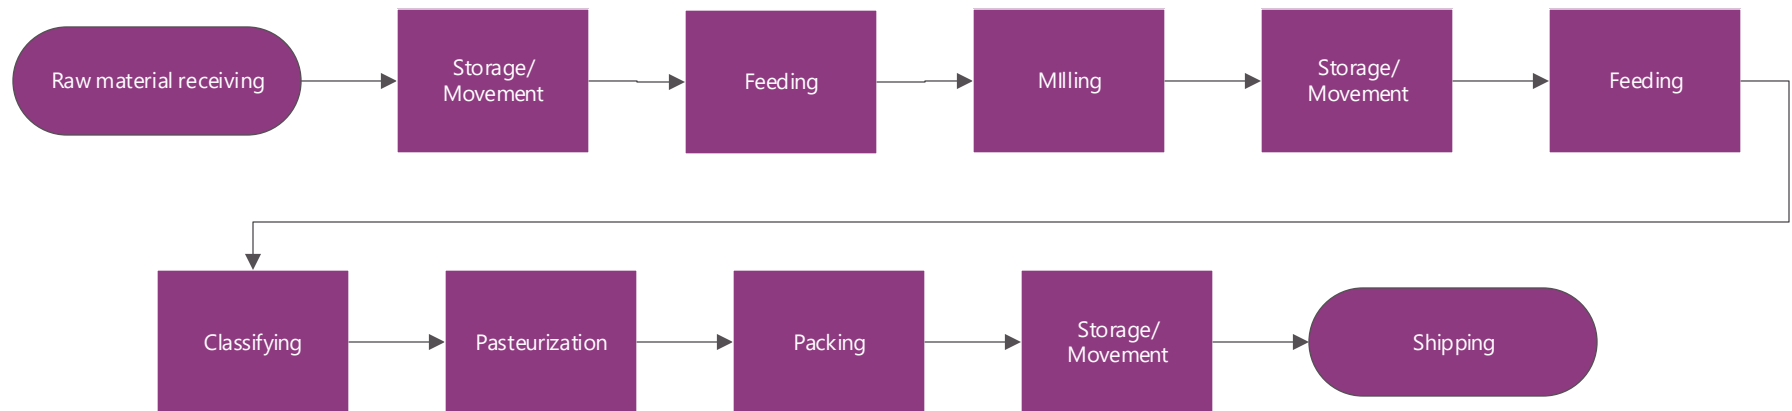 Raw material receiving
Storage/
Movement
Feeding
MIlling
Storage/
Movement
Feeding
Classifying
Pasteurization
Packing
Storage/
Movement
Shipping